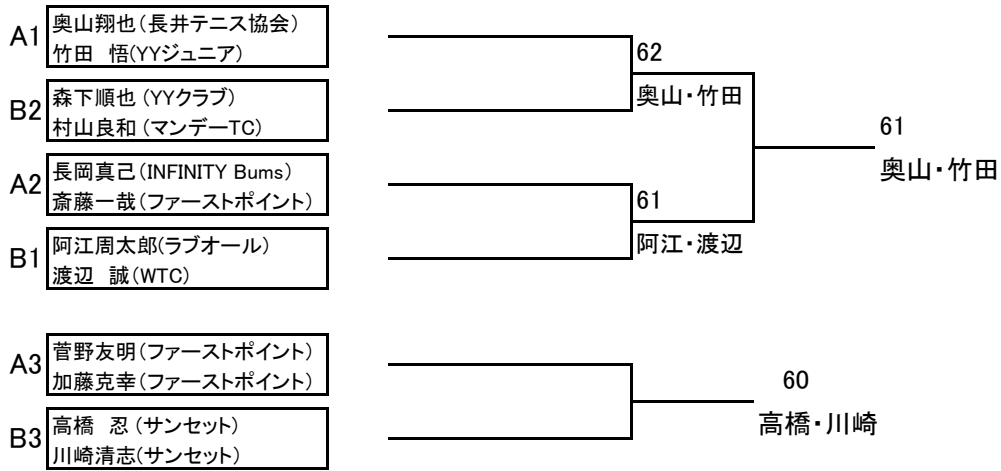 A1
奥山翔也（長井テニス協会）
竹田　悟(YYジュニア)
B2
森下順也 (YYクラブ)
村山良和 (マンデーTC)
A2
長岡真己（INFINITY Bums）
斎藤一哉（ファーストポイント）
B1
阿江周太郎(ラブオール)
渡辺　誠(WTC)
62
奥山・竹田
61
阿江・渡辺
61
奥山・竹田
A3
菅野友明（ファーストポイント）
加藤克幸（ファーストポイント）
B3
高橋　忍 (サンセット)
川崎清志(サンセット)
60
高橋・川崎